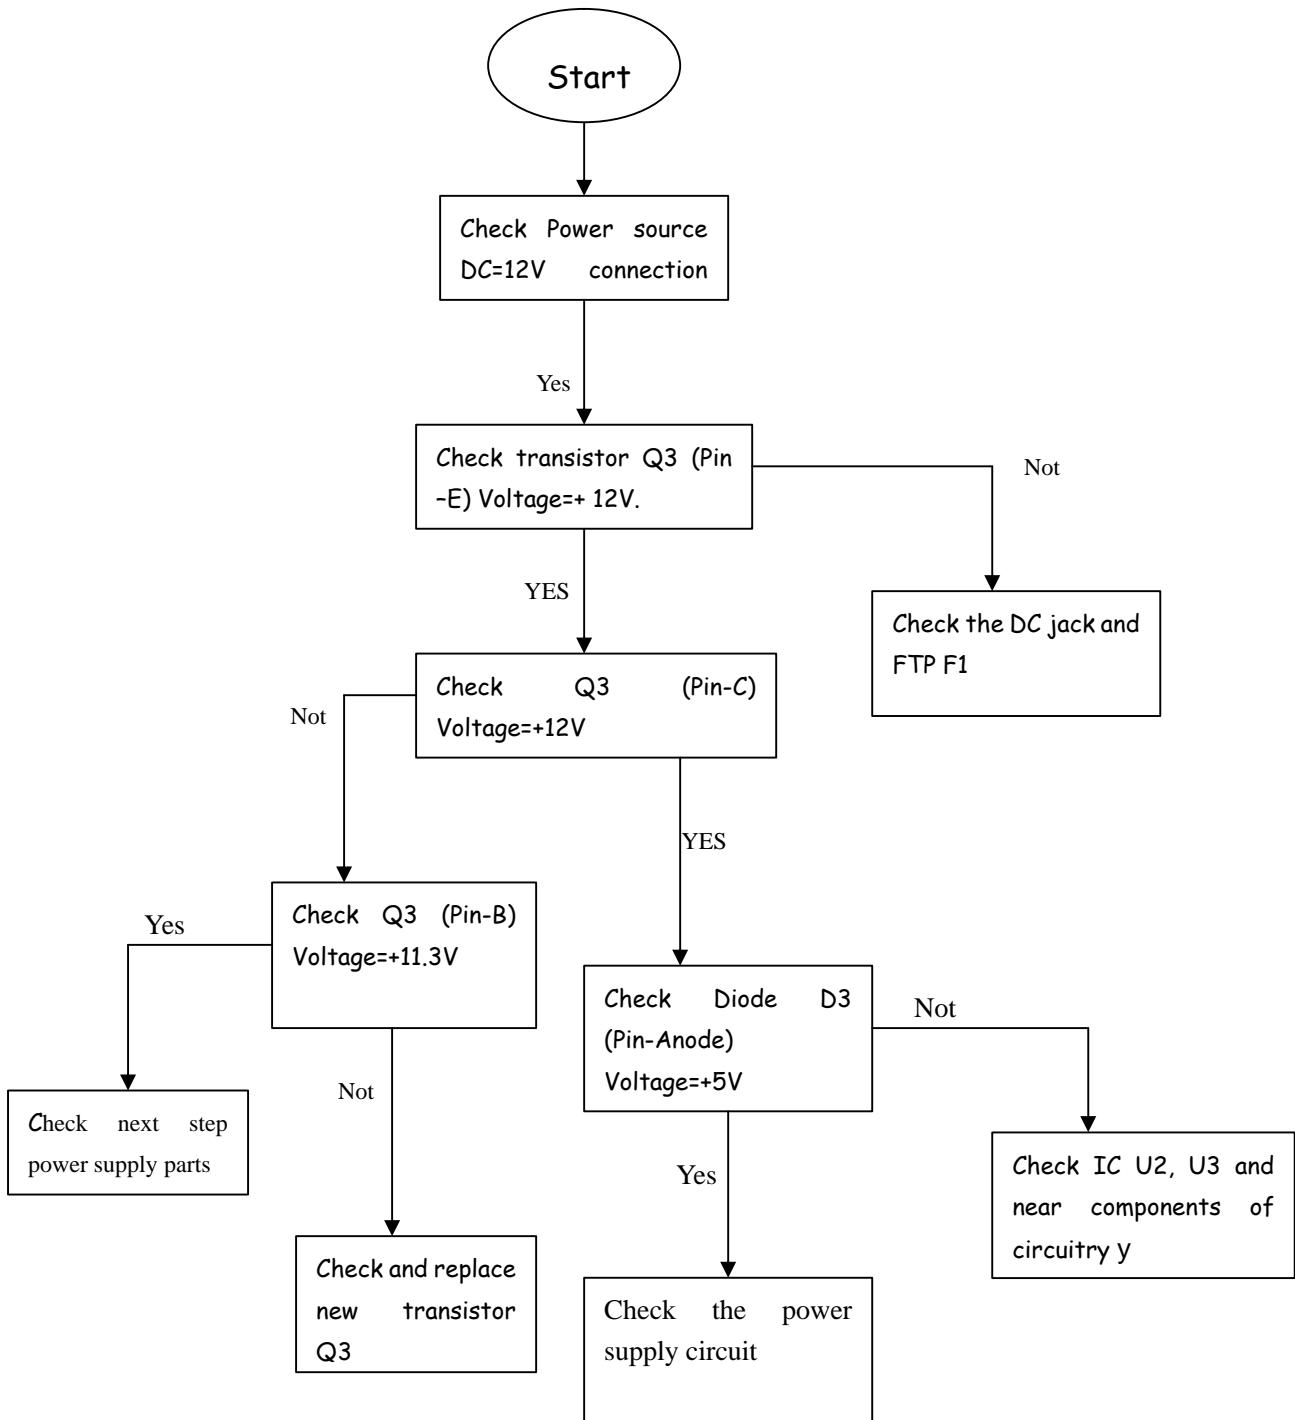 Start
Check Power source
DC=12V connection
Yes
Check transistor Q3 (Pin
-E) Voltage=+ 12V.
Not
YES
Check the DC jack and
FTP F1
Check Q3 (Pin-C)
Voltage=+12V
Not
YES
Check Q3 (Pin-B)
Voltage=+11.3V
Yes
Check Diode D3
(Pin-Anode)
Voltage=+5V
Not
Not
Check next step
power supply parts
Yes
Check IC U2, U3 and
near components of
circuitry y
Check and replace
new transistor
Q3
Check the power
supply circuit